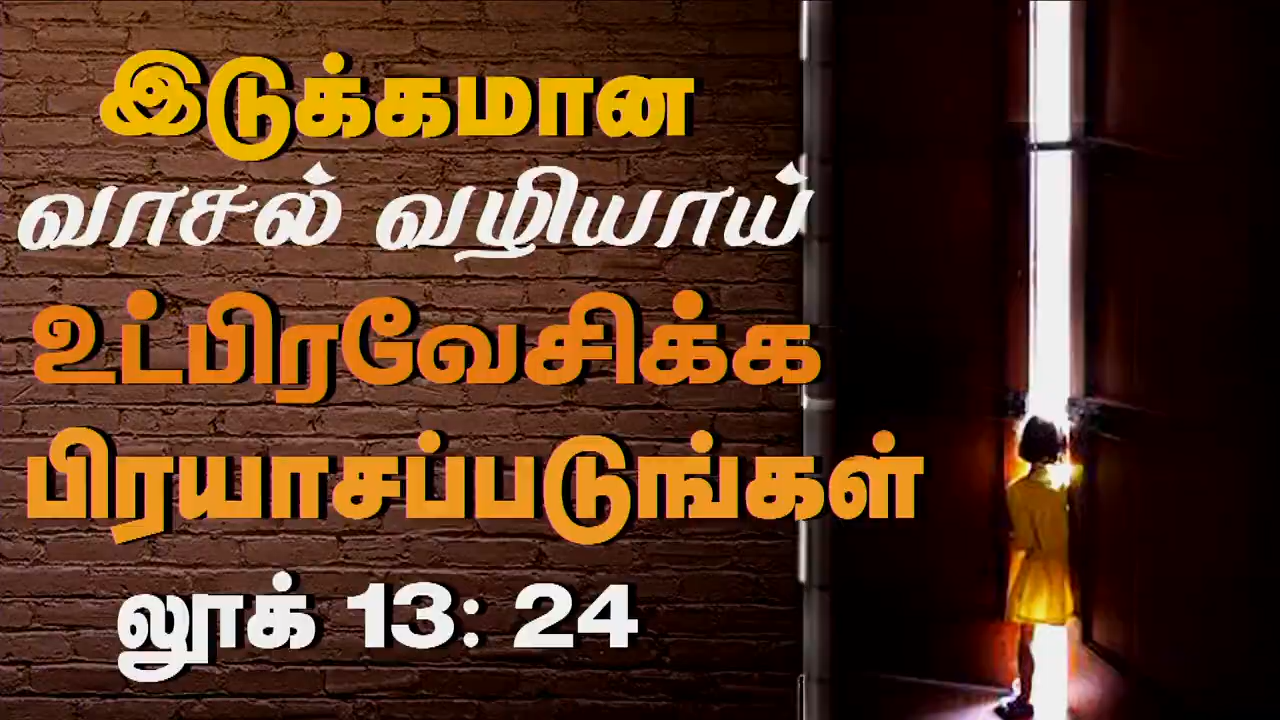 இடுக்கமான
வாசல் வழியாய்
உட்பிரவேசிக்க
பிரயாசப்படுங்கள்
லூக் 13: 24